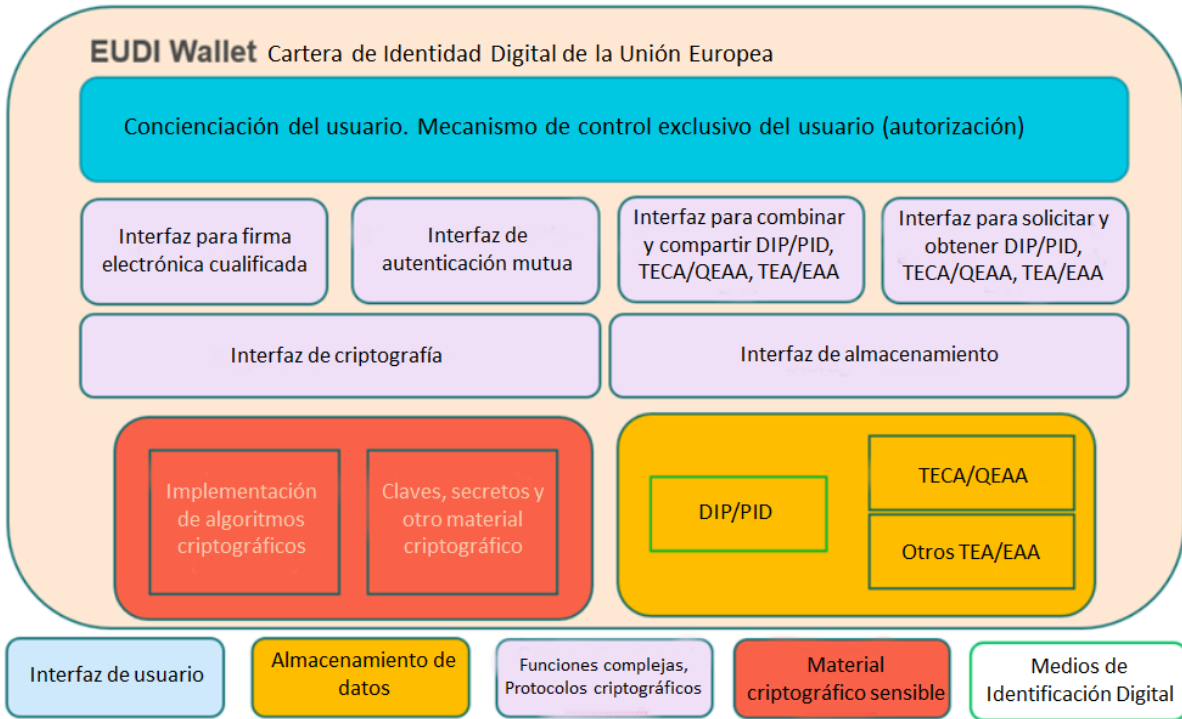 EUDI Wallet Cartera de Identidad Digital de la Unión Europea
Concienciación del usuario. Mecanismo de control exclusivo del usuario (autorización)
Interfaz para firma
electrónica cualificada
Interfaz de
autenticación mutua
Interfaz para combinar
y compartir DIP/PID,
TECA/QEAA, TEA/EAA
Interfaz para solicitar y
obtener DIP/PID,
TECA/QEAA, TEA/EAA
Interfaz de criptografía
Interfaz de almacenamiento
Implementación
de algoritmos
criptográficos
Claves, secretos y
otro material
criptográfico
DIP/PID
TECA/QEAA
Otros TEA/EAA
Interfaz de usuario
Almacenamiento de
datos
Funciones complejas,
Protocolos criptográficos
Material
criptográfico sensible
Medios de
Identificación Digital